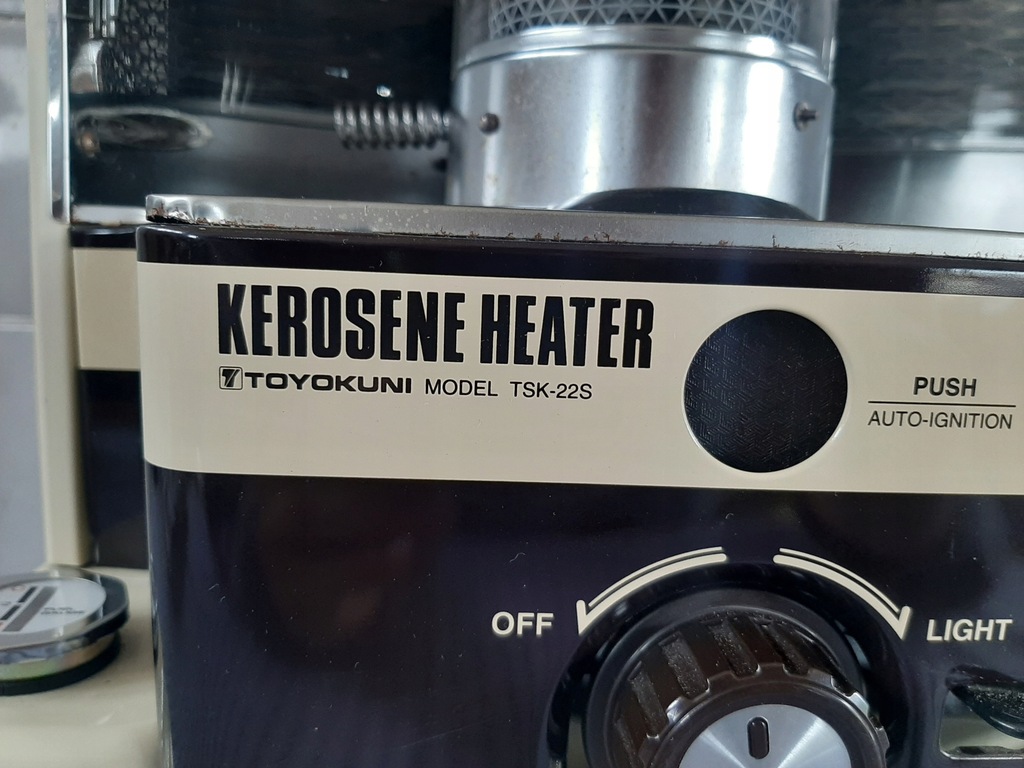 KEROSENE HEATER
TOYOKUNI MODEL TSK-22S
PUSH
AUTO-IGNITION
OFF
LIGHT